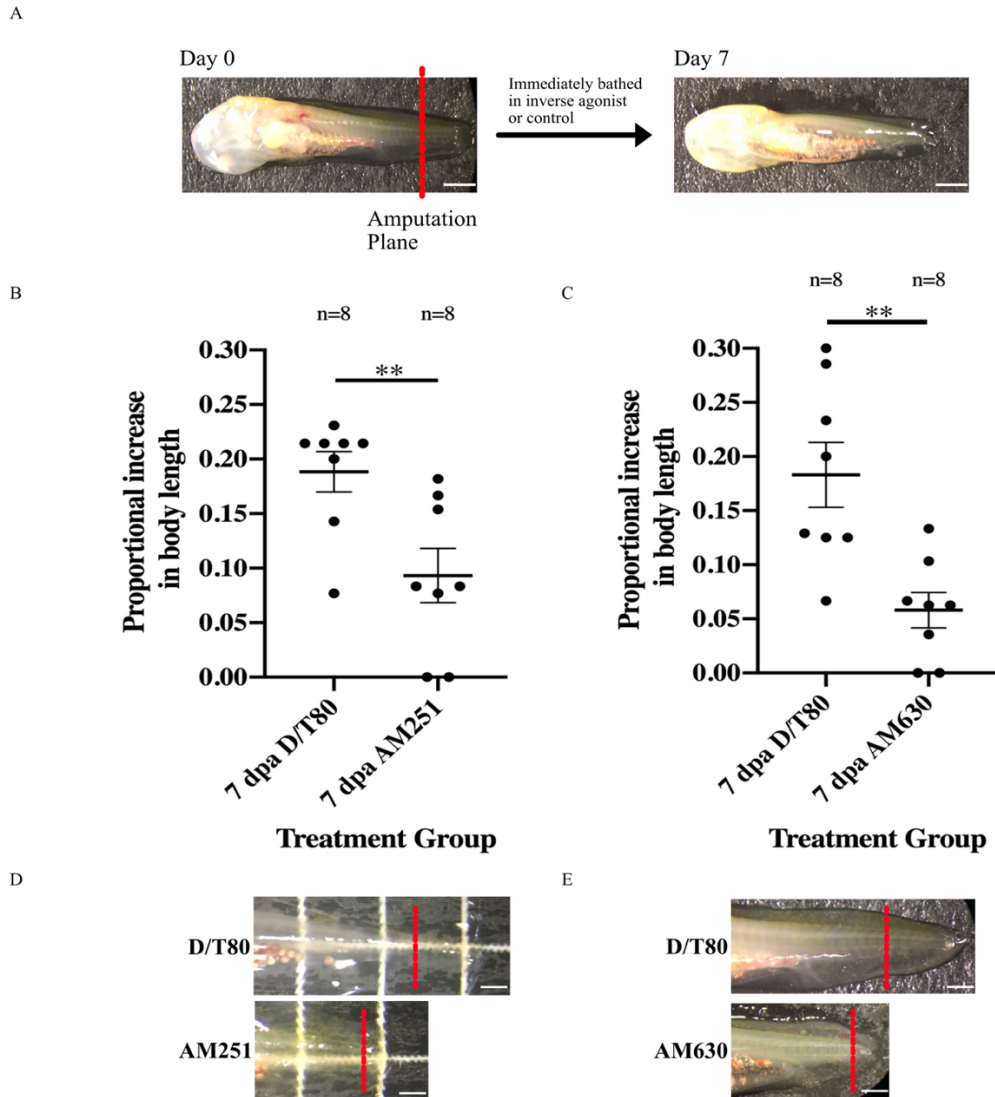 A
Day 0
Day 7
Immediately bathed
in inverse agonist
or control
Amputation
Plane
B
n=8
n=8
**
Proportional increase
in body length
0.30
0.25
0.20
0.15
0.10
0.05
0.00
7 dpa D/T80
7 dpa AM251
Treatment Group
C
n=8
n=8
**
Proportional increase
in body length
0.30
0.25
0.20
0.15
0.10
0.05
0.00
7 dpa D/T80
7 dpa AM630
Treatment Group
D
D/T80
AM251
E
D/T80
AM630